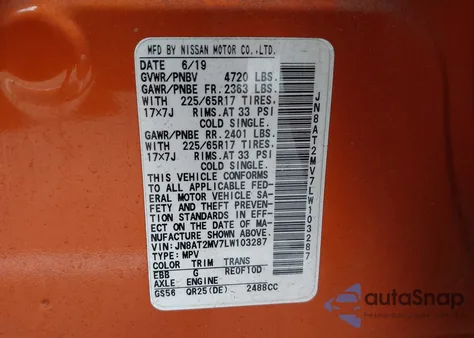 MFD BY NISSAN MOTOR CO.,LTD.
DATE 6/19
GVWR/PNBV 4720 LBS.
GAWR/PNBE FR. 2363 LBS.
WITH 225/65R17 TIRES.
17×7J RIMS.AT 33 PSI
COLD SINGLE.
GAWR/PNBE RR. 2401 LBS.
WITH 225/65R17 TIRES.
17×7J RIMS.AT 33 PSI
COLD SINGLE.
THIS VEHICLE CONFORMS
TO ALL APPLICABLE FED-
ERAL MOTOR VEHICLE SA-
FETY AND THEFT PREVEN-
TION STANDARDS IN EFF-
ECT ON THE DATE OF MA-
NUFACTURE SHOWN ABOVE.
VIN: JN8AT2MV7LW103287
TYPE: MPV
COLOR TRIM TRANS
EBB G RE0F10D
AXLE ENGINE
GS56 QR25(DE) 2488CC
JN8AT2MV7LW103287
autoSnap